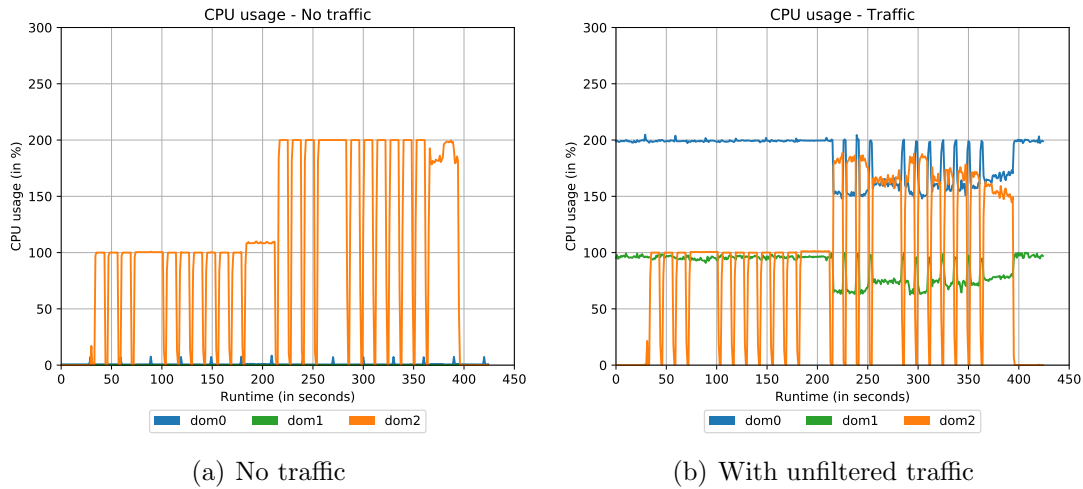 CPU usage - No traffic
300
250
200
150
100
50
0
CPU usage (in %)
0 50 100 150 200 250 300 350 400 450
Runtime (in seconds)
dom0 dom1 dom2
(a) No traffic
CPU usage - Traffic
300
250
200
150
100
50
0
CPU usage (in %)
0 50 100 150 200 250 300 350 400 450
Runtime (in seconds)
dom0 dom1 dom2
(b) With unfiltered traffic